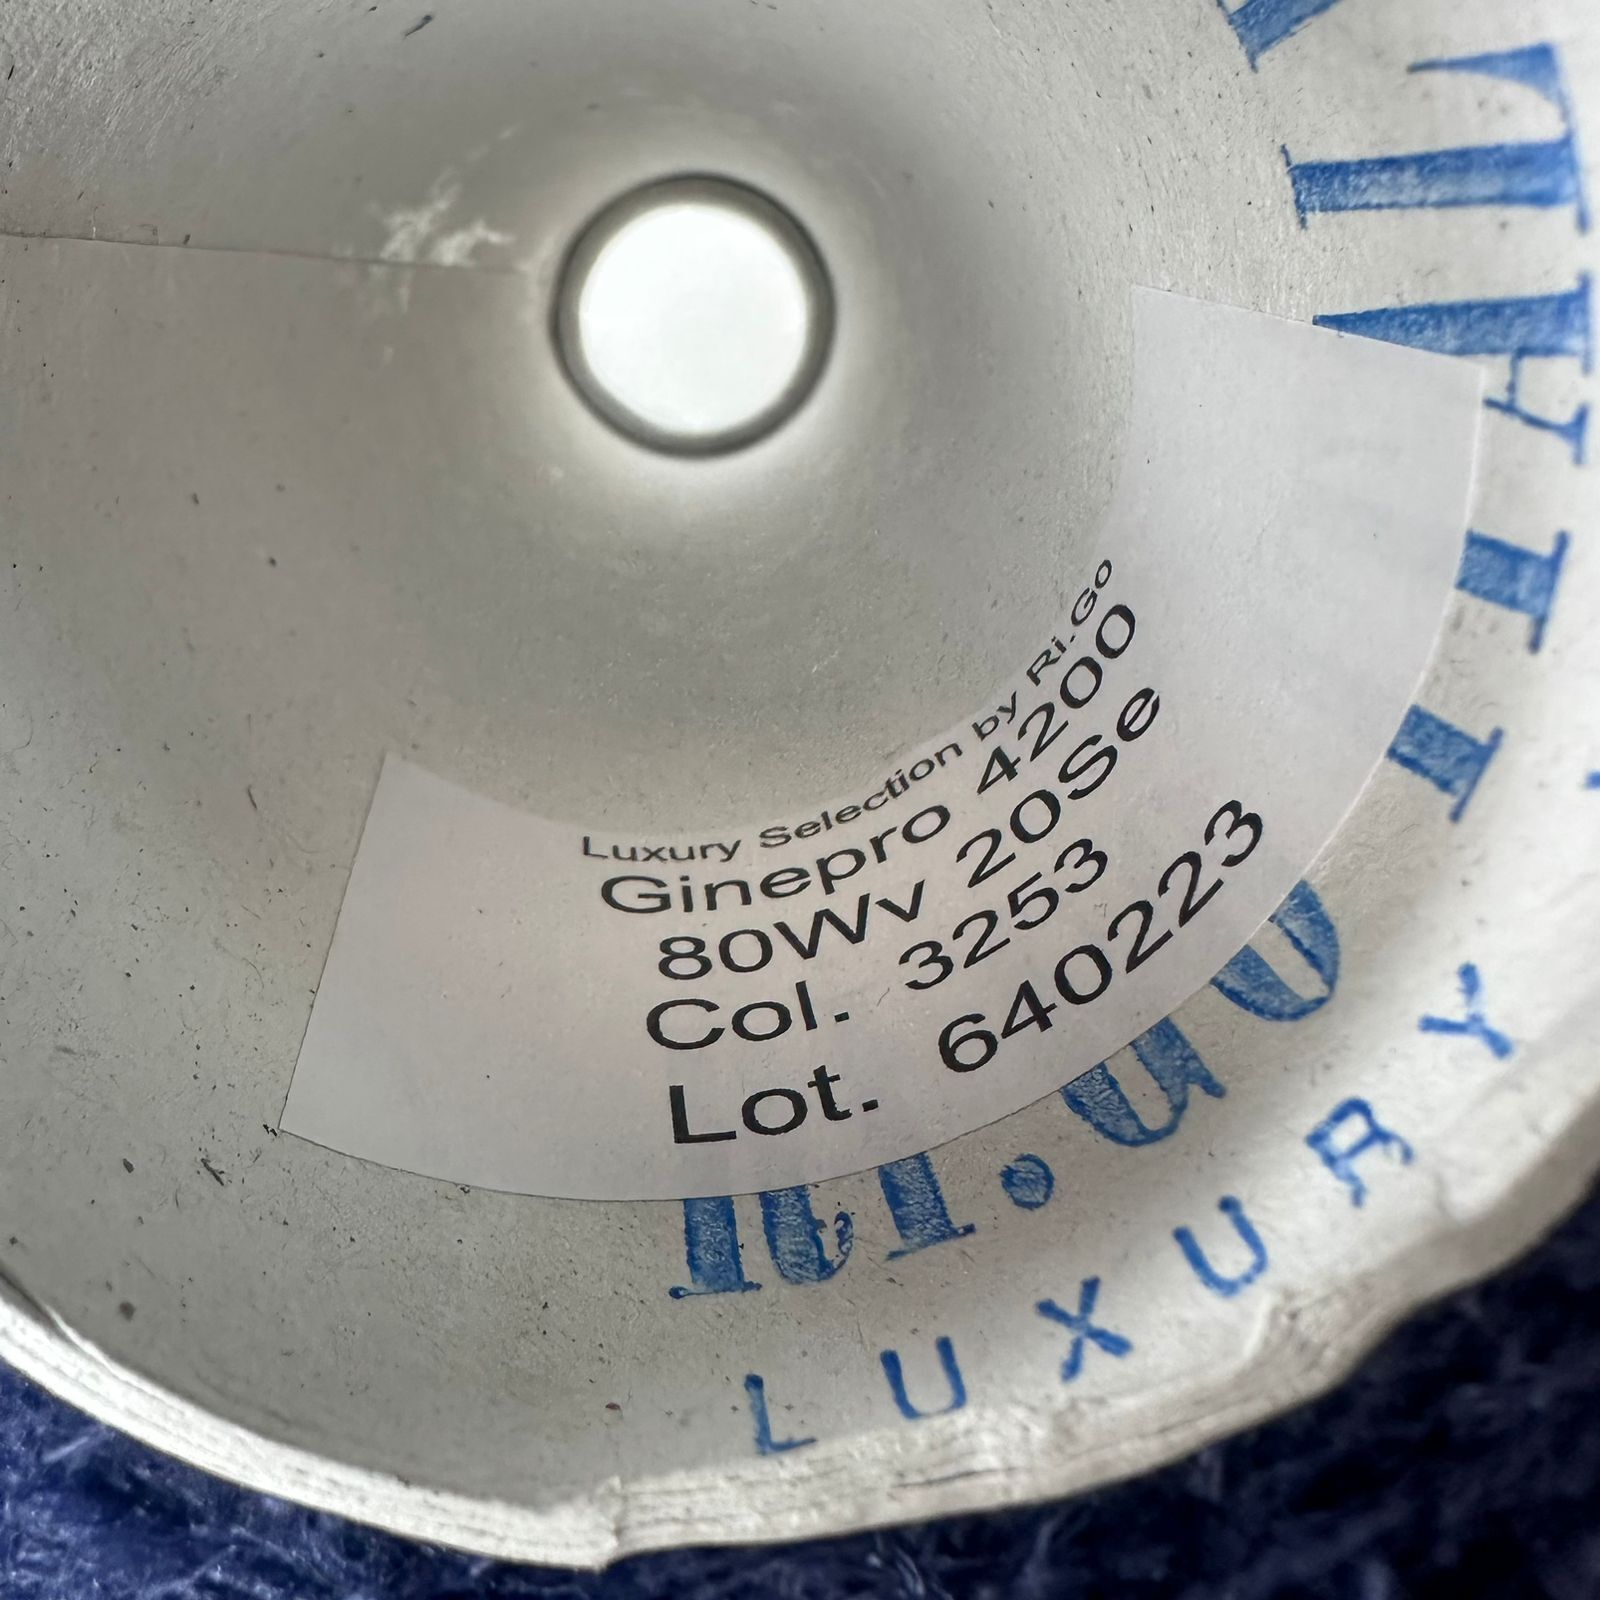 Luxury Selection by Ri.Go
Ginepro 4200
80Wv 20Se
Col. 3253
Lot. 640223
LUXURY